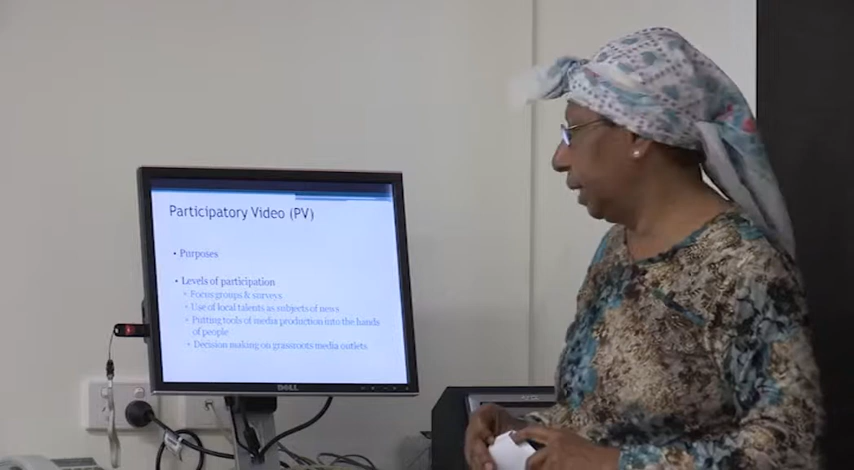 Participatory Video (PV)
• Purposes
• Levels of participation
• Focus groups & surveys
• Use of local talents as subjects of news
• Putting tools of media production into the hands
of people
• Decision making on grassroots media outlets
DELL